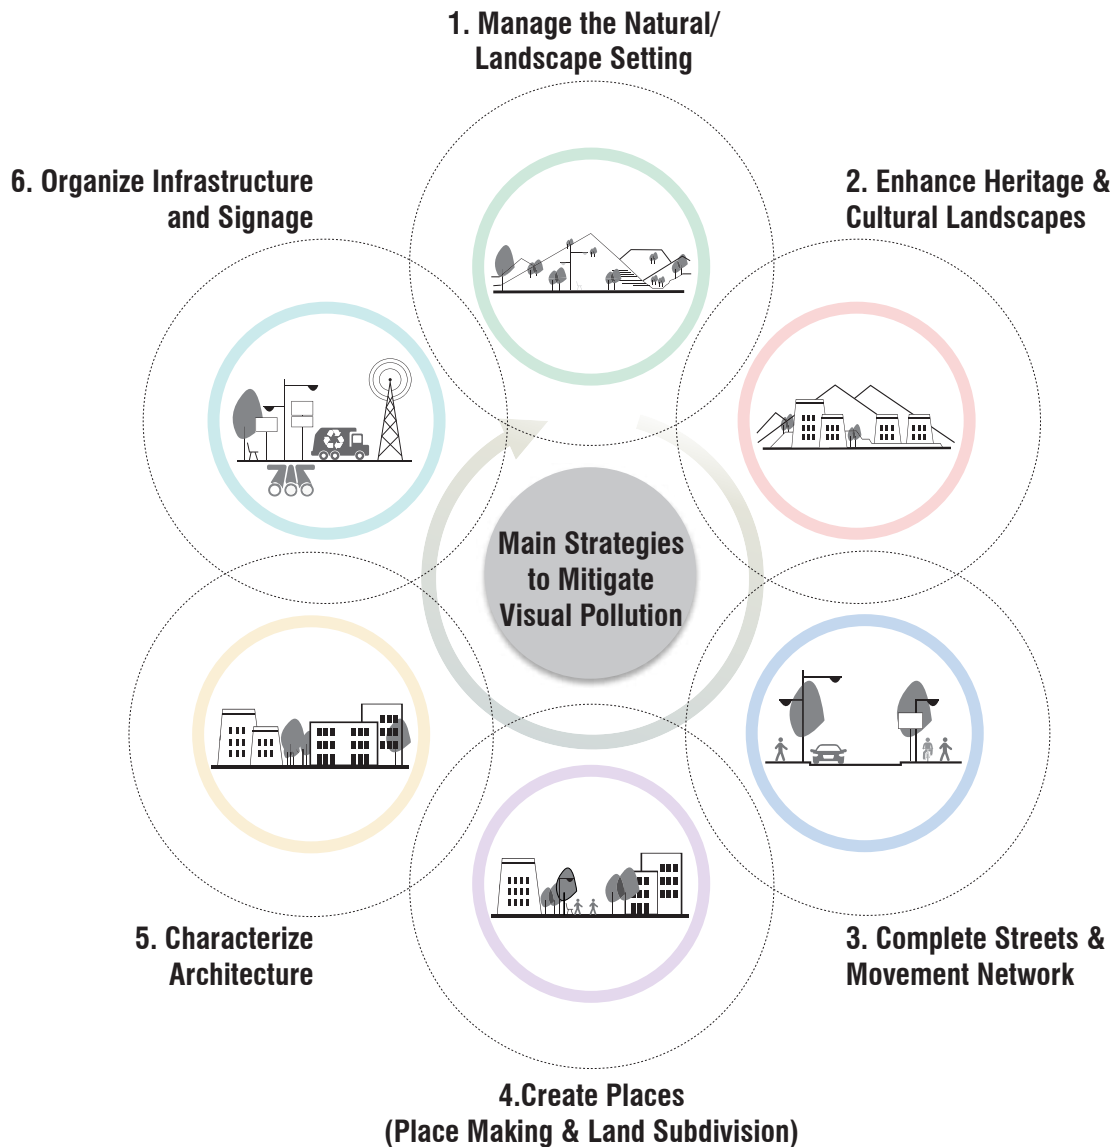 1. Manage the Natural/
Landscape Setting
2. Enhance Heritage &
Cultural Landscapes
3. Complete Streets &
Movement Network
4.Create Places
(Place Making & Land Subdivision)
5. Characterize
Architecture
6. Organize Infrastructure
and Signage
Main Strategies
to Mitigate
Visual Pollution